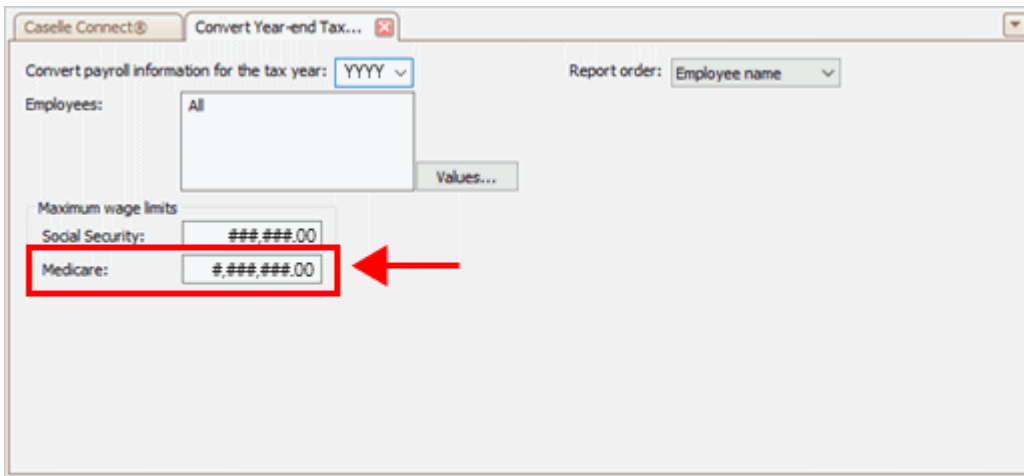 Caselle Connect® Convert Year-end Tax...
Convert payroll information for the tax year: YYYY Report order: Employee name
Employees: All
Values...
Maximum wage limits
Social Security: ###,###.00
Medicare: #,###,###.00